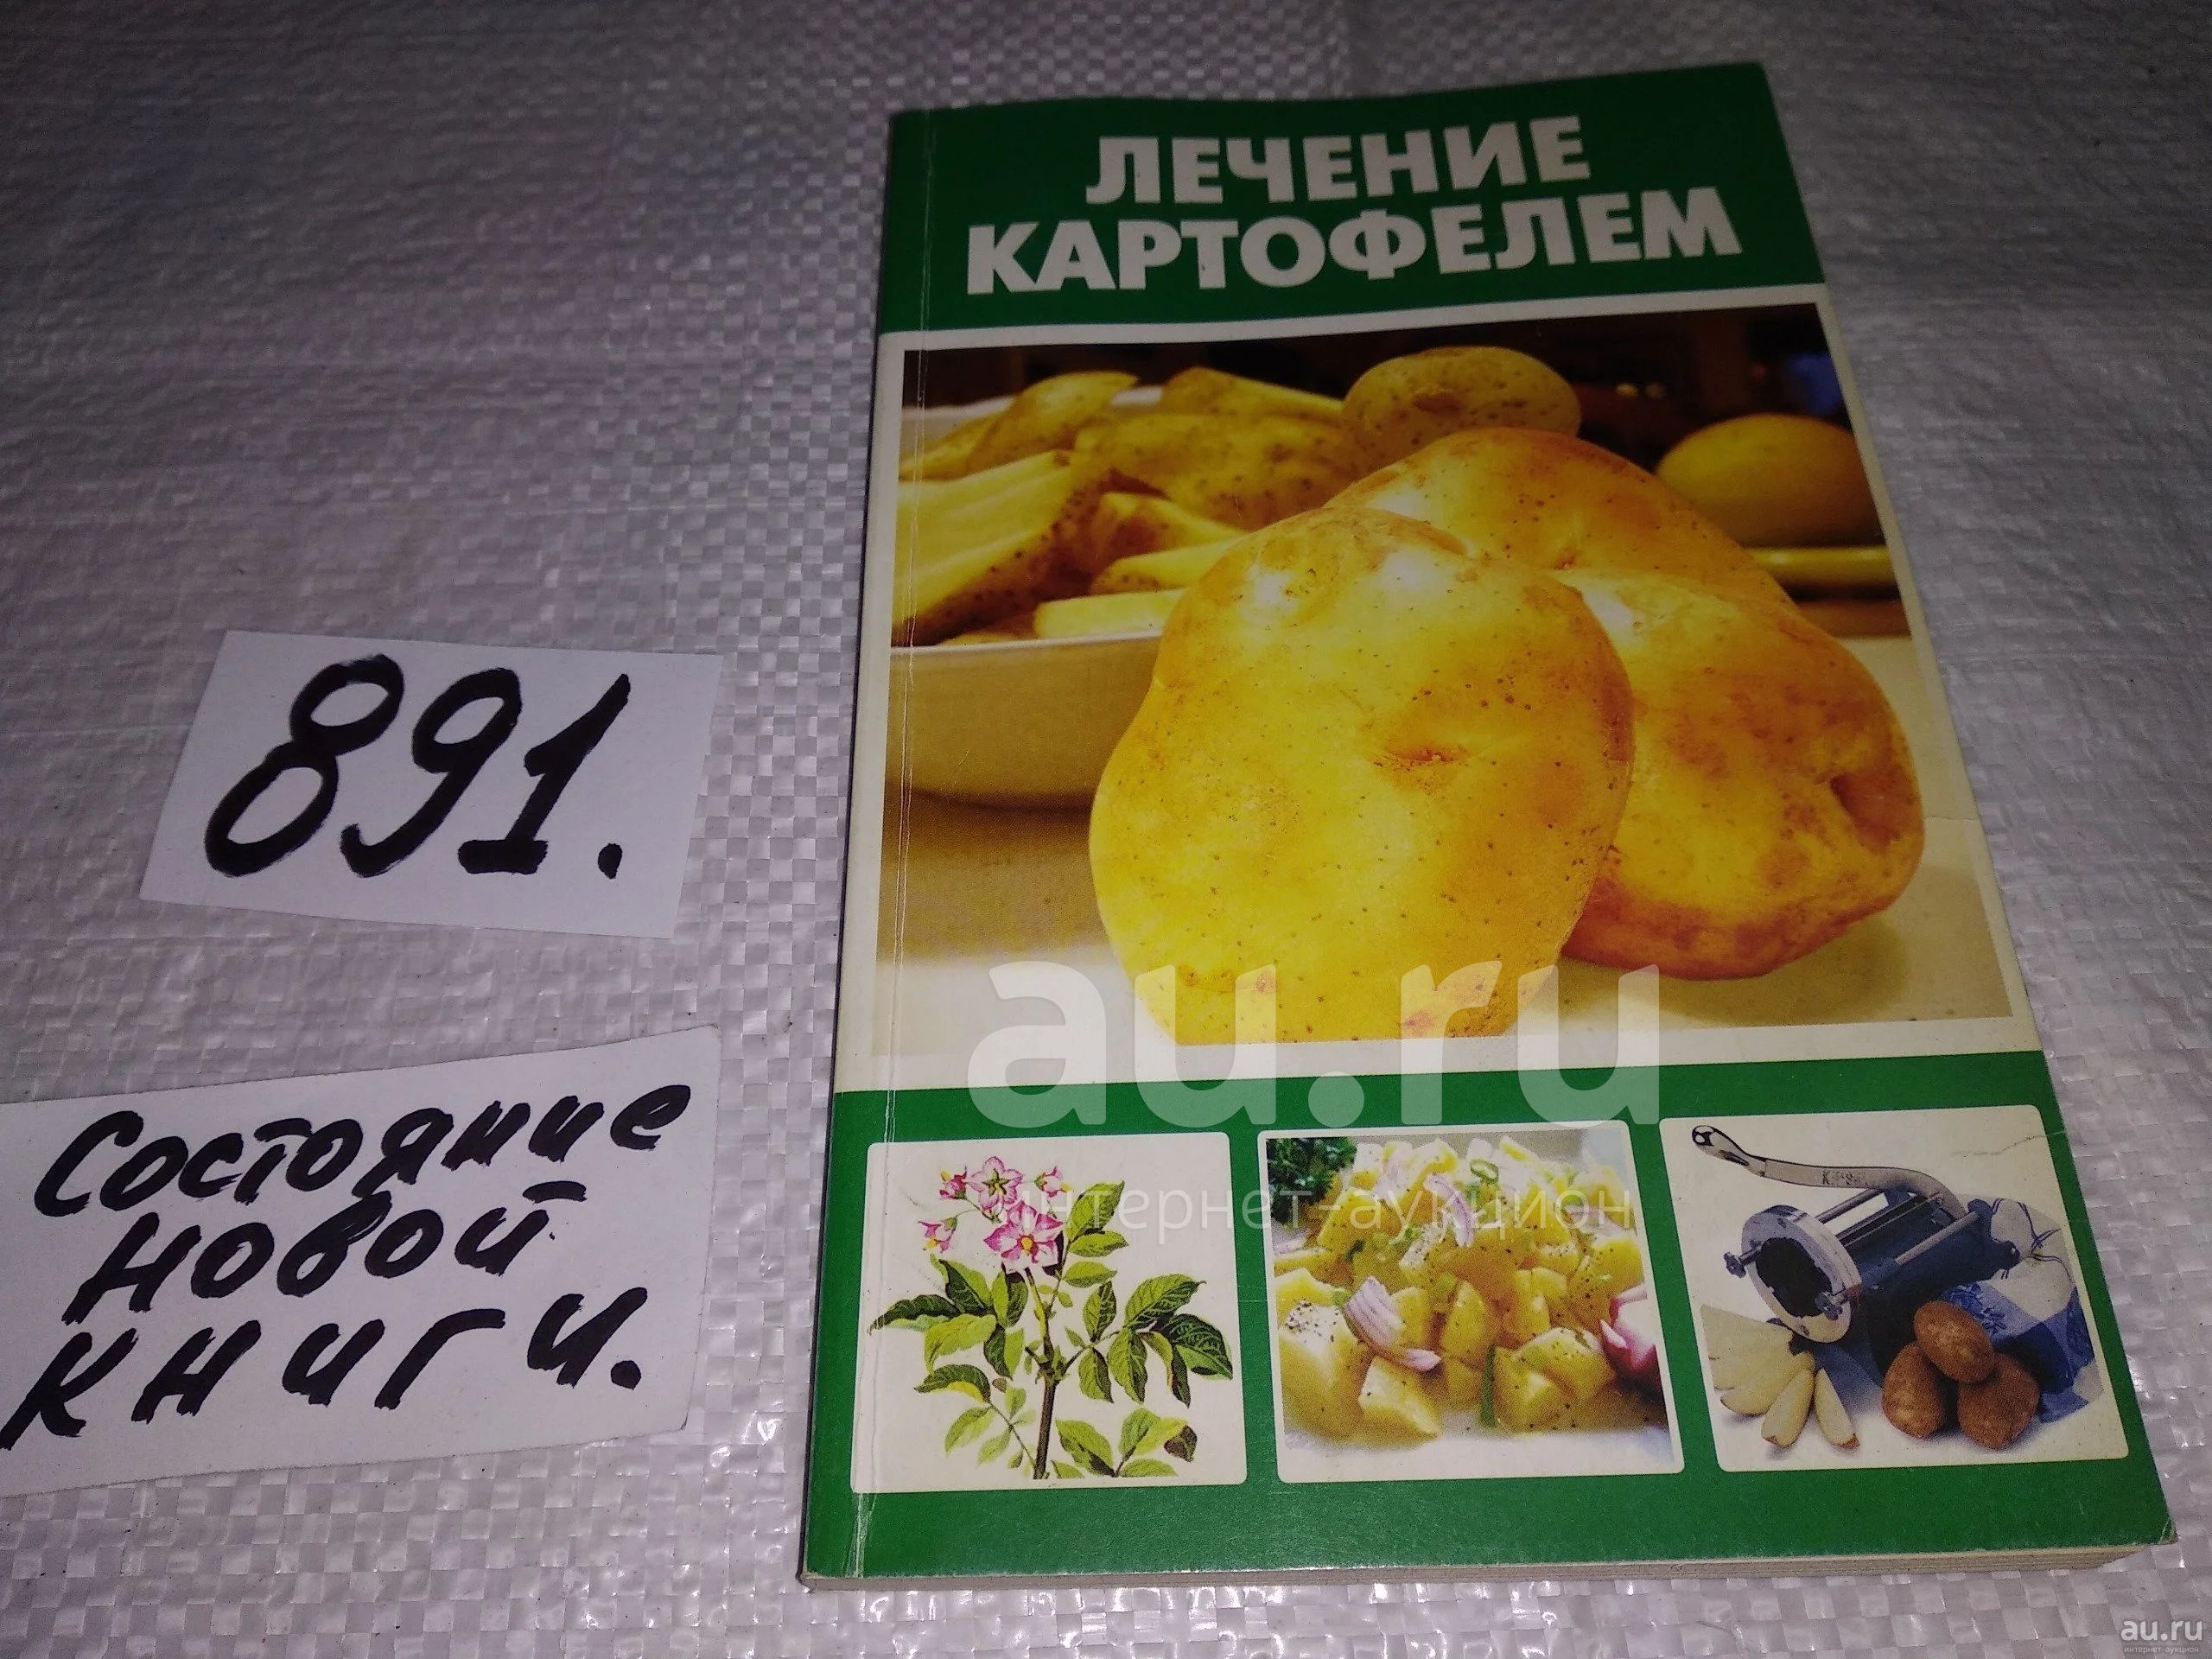 ЛЕЧЕНИЕ
КАРТОФЕЛЕМ
891.
Состояние
новой
книги.
au.ru
интернет-аукцион
au.ru
интернет-аукцион